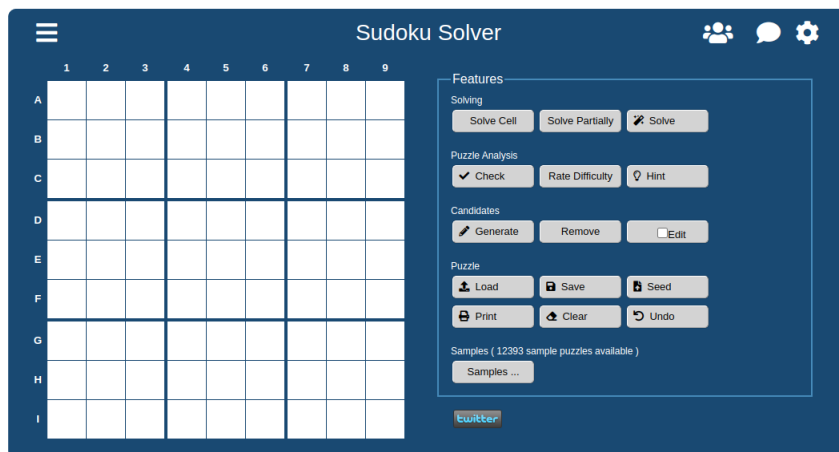 Sudoku Solver
1 2 3 4 5 6 7 8 9
A
B
C
D
E
F
G
H
I
Features
Solving
Solve Cell Solve Partially Solve
Puzzle Analysis
Check Rate Difficulty Hint
Candidates
Generate Remove Edit
Puzzle
Load Save Seed
Print Clear Undo
Samples ( 12393 sample puzzles available )
Samples ...
twitter